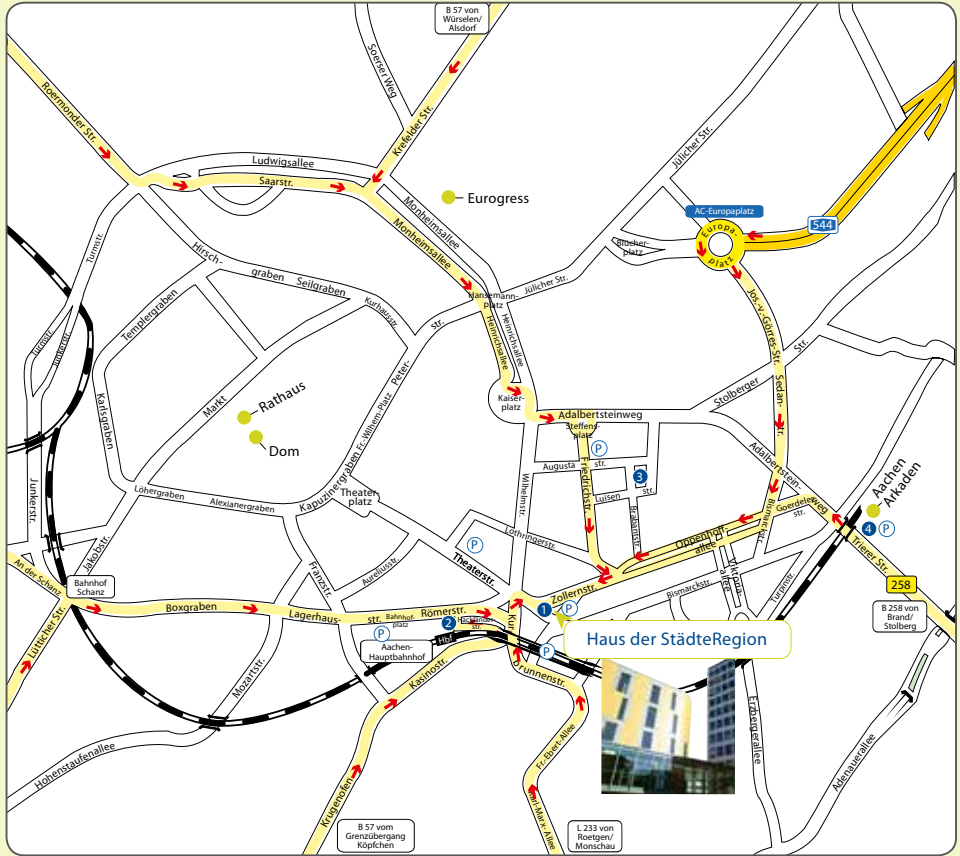 B 57 von
Würselen/
Alsdorf
Soerser Weg
Roermonder Str.
Krefelder Str.
Jülicher Str.
Ludwigsallee
Saarstr.
Eurogress
Monheimsallee
Monheimsallee
AC-Europaplatz
544
Europa-
platz
Blücher-
platz
Turmstr.
Hirsch-
graben
Seilgraben
Kurhausstr.
Hansemann-
platz
Jülicher Str.
str.
Peter-
Templergraben
Turmstr.
Junkerstr.
Heinrichsallee
Heinrichsallee
Jos.-v.-Görres-Str.
Sedan-
str.
Stolberger
Str.
Kaiser-
platz
Karlsgraben
Markt
Rathaus
Dom
Fr.-Wilhem-Platz
Kapuzinergraben
Adalbertsteinweg
Steffens-
platz
P
Adalbertstein-
weg
Aachen
Arkaden
Augusta
str.
3
Luisen
str.
Friedrichstr.
Brabantstr.
Wilhelmstr.
Junkerstr.
Löhergraben
Alexianergraben
Theater-
platz
Bismarckstr.
Goerdeler
str.
4
P
Lothringerstr.
P
Oppenhoff-
allee
Trierer Str.
258
B 258 von
Brand/
Stolberg
Jakobstr.
An der Schanz
Bahnhof
Schanz
Franzstr.
Aureliusstr.
Theaterstr.
Viktoria-
allee
Bismarckstr.
Turpinstr.
Zollernstr.
Boxgraben
Lagerhaus-
str.
Bahnhof-
platz
Römerstr.
Hackländer-
str.
2
1
P
P
Haus der StädteRegion
Kur
Hbf
Aachen-
Hauptbahnhof
P
Brunnenstr.
Lütticher Str.
Mozartstr.
Kasinostr.
Hohenstaufenallee
Krugenofen
Fr.-Ebert-Allee
Karl-Marx-Allee
Erzbergerallee
Adenauerallee
B 57 vom
Grenzübergang
Köpfchen
L 233 von
Roetgen/
Monschau